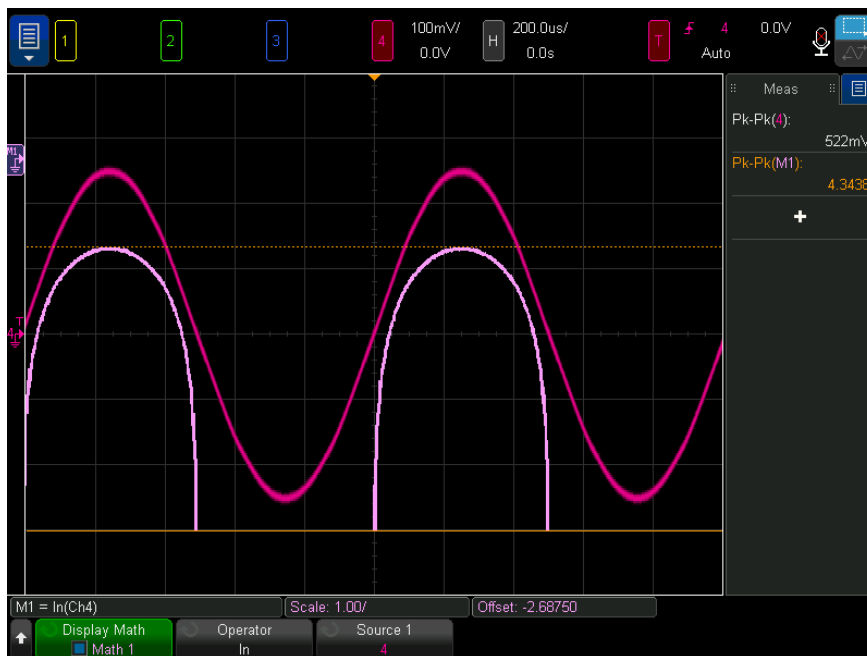 1
2
3
4
100mV/
0.0V
H
200.0us/
0.0s
T
4
0.0V
Auto
Meas
Pk-Pk(4):
522mV
Pk-Pk(M1):
4.3438
+
M1
T
4
M1 = ln(Ch4)
Scale: 1.00/
Offset: -2.68750
Display Math
Math 1
Operator
ln
Source 1
4